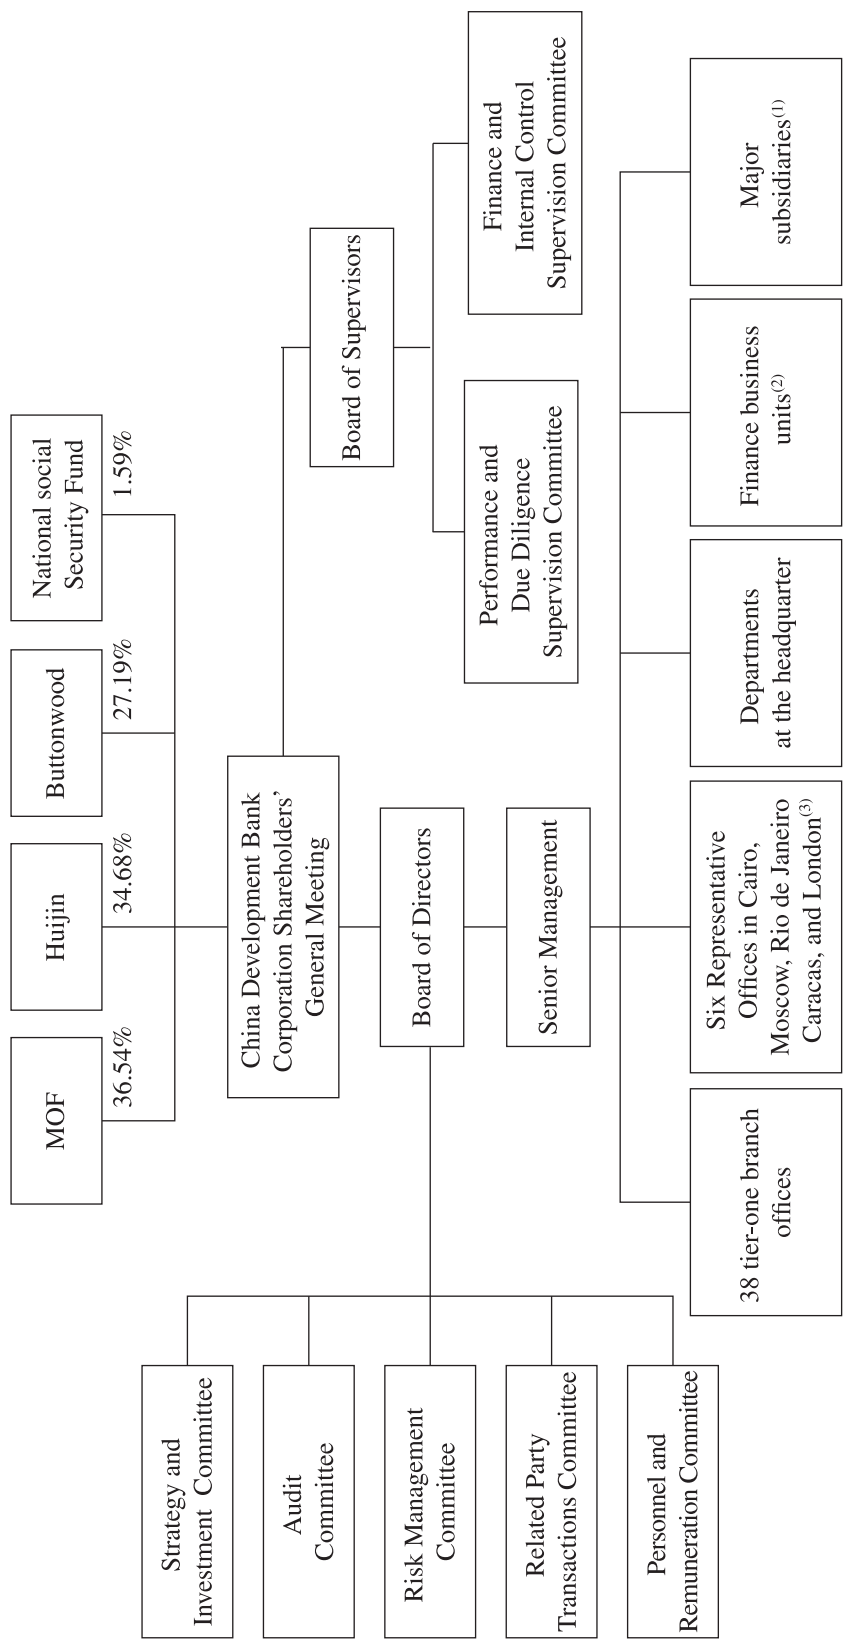 MOF
Huijin
Buttonwood
National social
Security Fund
36.54%
34.68%
27.19%
1.59%
China Development Bank
Corporation Shareholders’
General Meeting
Board of Supervisors
Board of Directors
Performance and
Due Diligence
Supervision Committee
Finance and
Internal Control
Supervision Committee
Senior Management
Strategy and
Investment Committee
Audit
Committee
Risk Management
Committee
Related Party
Transactions Committee
Personnel and
Remuneration Committee
38 tier-one branch
offices
Six Representative
Offices in Cairo,
Moscow, Rio de Janeiro
Caracas, and London(3)
Departments
at the headquarter
Finance business
units(2)
Major
subsidiaries(1)